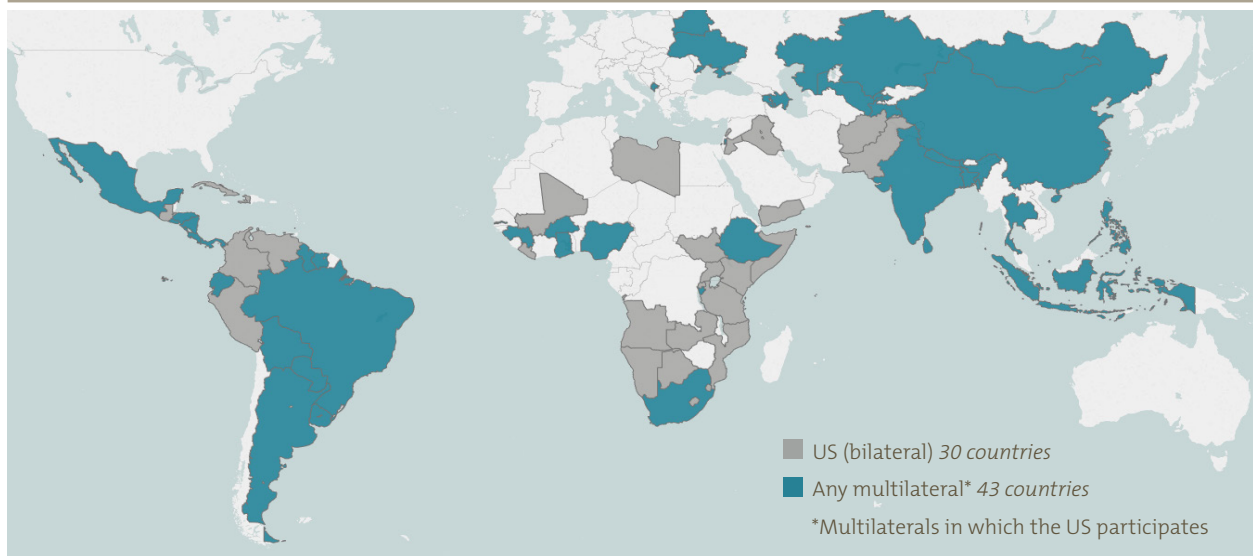 US (bilateral) 30 countries
Any multilateral* 43 countries
*Multilaterals in which the US participates